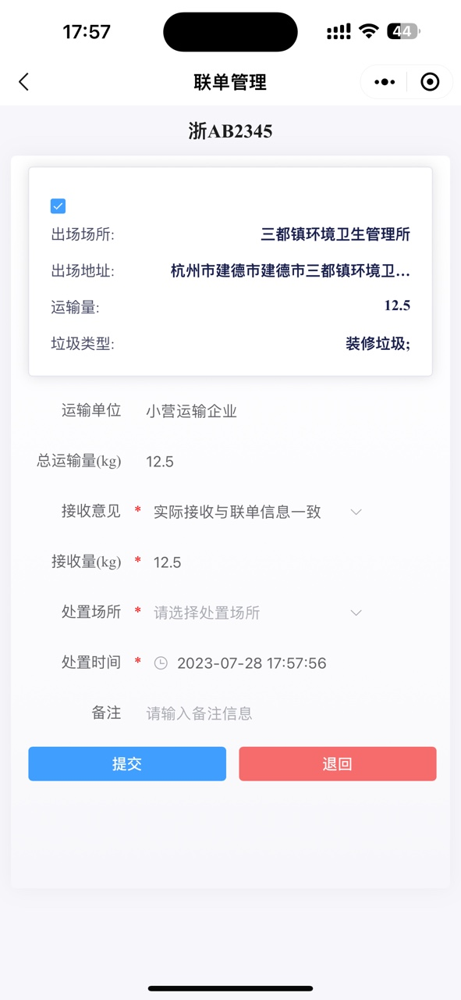 17:57
44
联单管理
浙AB2345
出场场所: 三都镇环境卫生管理所
出场地址: 杭州市建德市建德市三都镇环境卫...
运输量: 12.5
垃圾类型: 装修垃圾;
运输单位 小营运输企业
总运输量(kg) 12.5
接收意见 * 实际接收与联单信息一致
接收量(kg) * 12.5
处置场所 * 请选择处置场所
处置时间 * 2023-07-28 17:57:56
备注 请输入备注信息
提交 退回